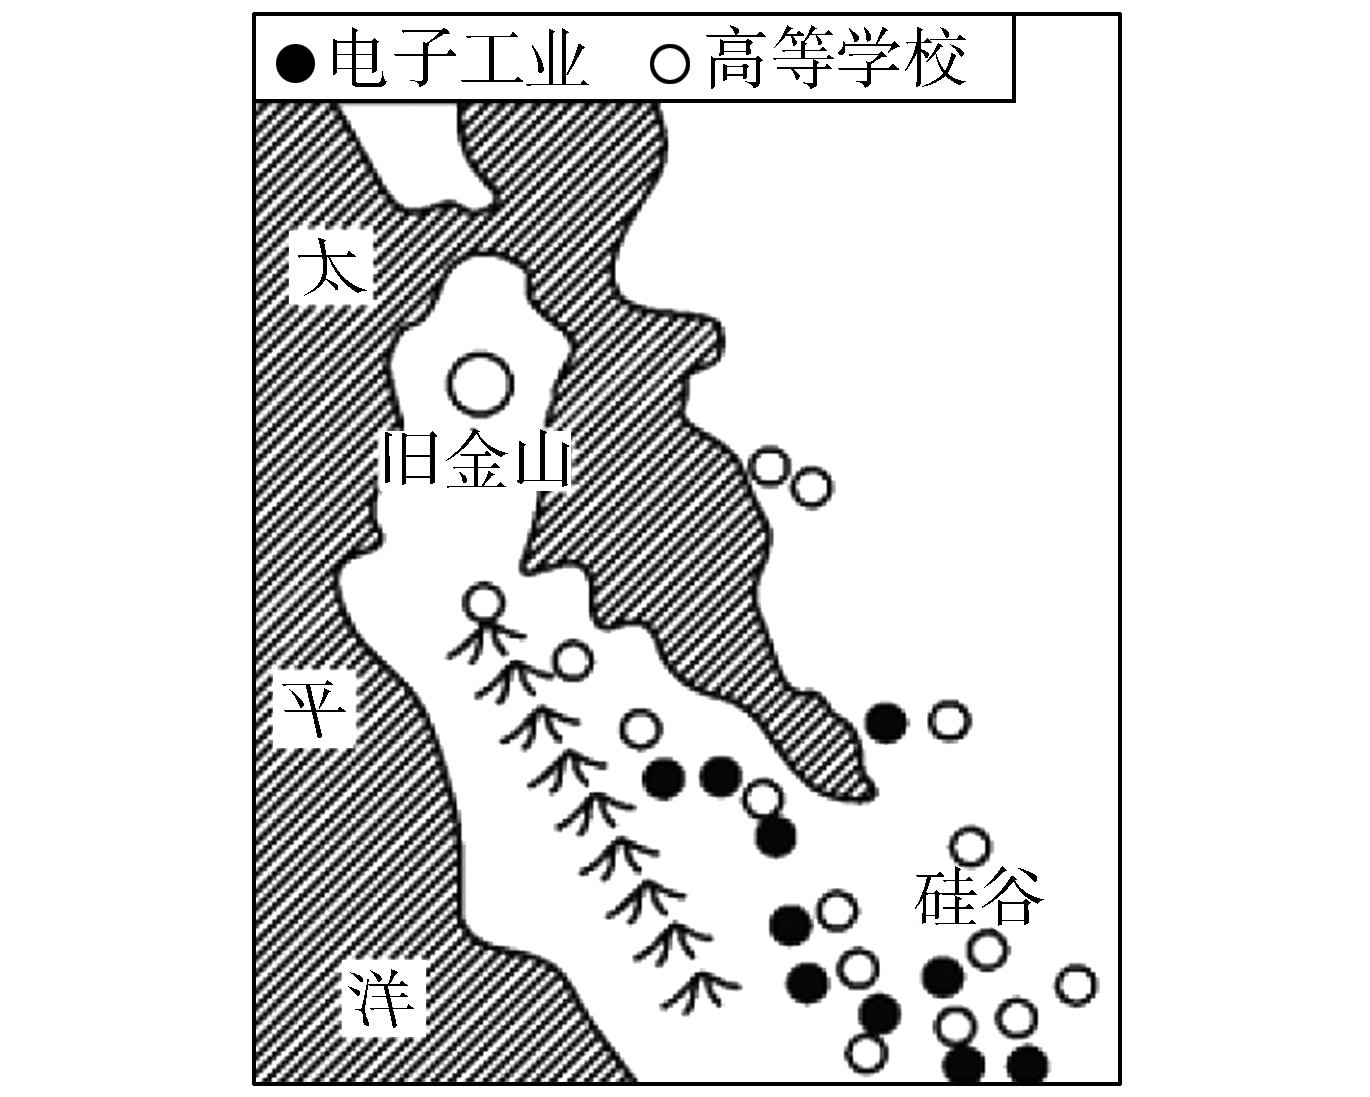 电子工业 高等学校
太
平
洋
旧金山
硅谷